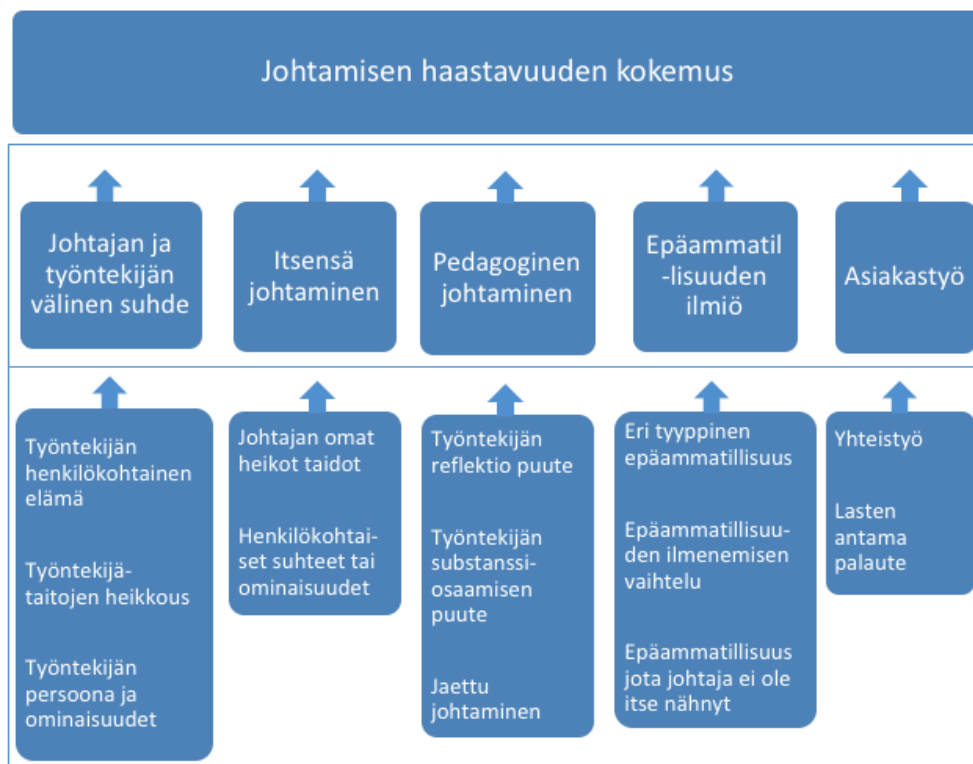 Johtamisen haastavuuden kokemus
Johtajan ja
työntekijän
välinen suhde
Itsensä
johtaminen
Pedagoginen
johtaminen
Epäammatil
-lisuuden
ilmiö
Asiakastyö
Työntekijän
henkilökohtainen
elämä
Työntekijä-
taitojen heikkous
Työntekijän
persoona ja
ominaisuudet
Johtajan omat
heikot taidot
Henkilökohtai-
set suhteet tai
ominaisuudet
Työntekijän
reflektio puute
Työntekijän
substanssi-
osaamisen
puute
Jaettu
johtaminen
Eri tyyppinen
epäammatillisuus
Epäammatillisuu-
den ilmenemisen
vaihtelu
Epäammatillisuus
jota johtaja ei ole
itse nähnyt
Yhteistyö
Lasten
antama
palaute